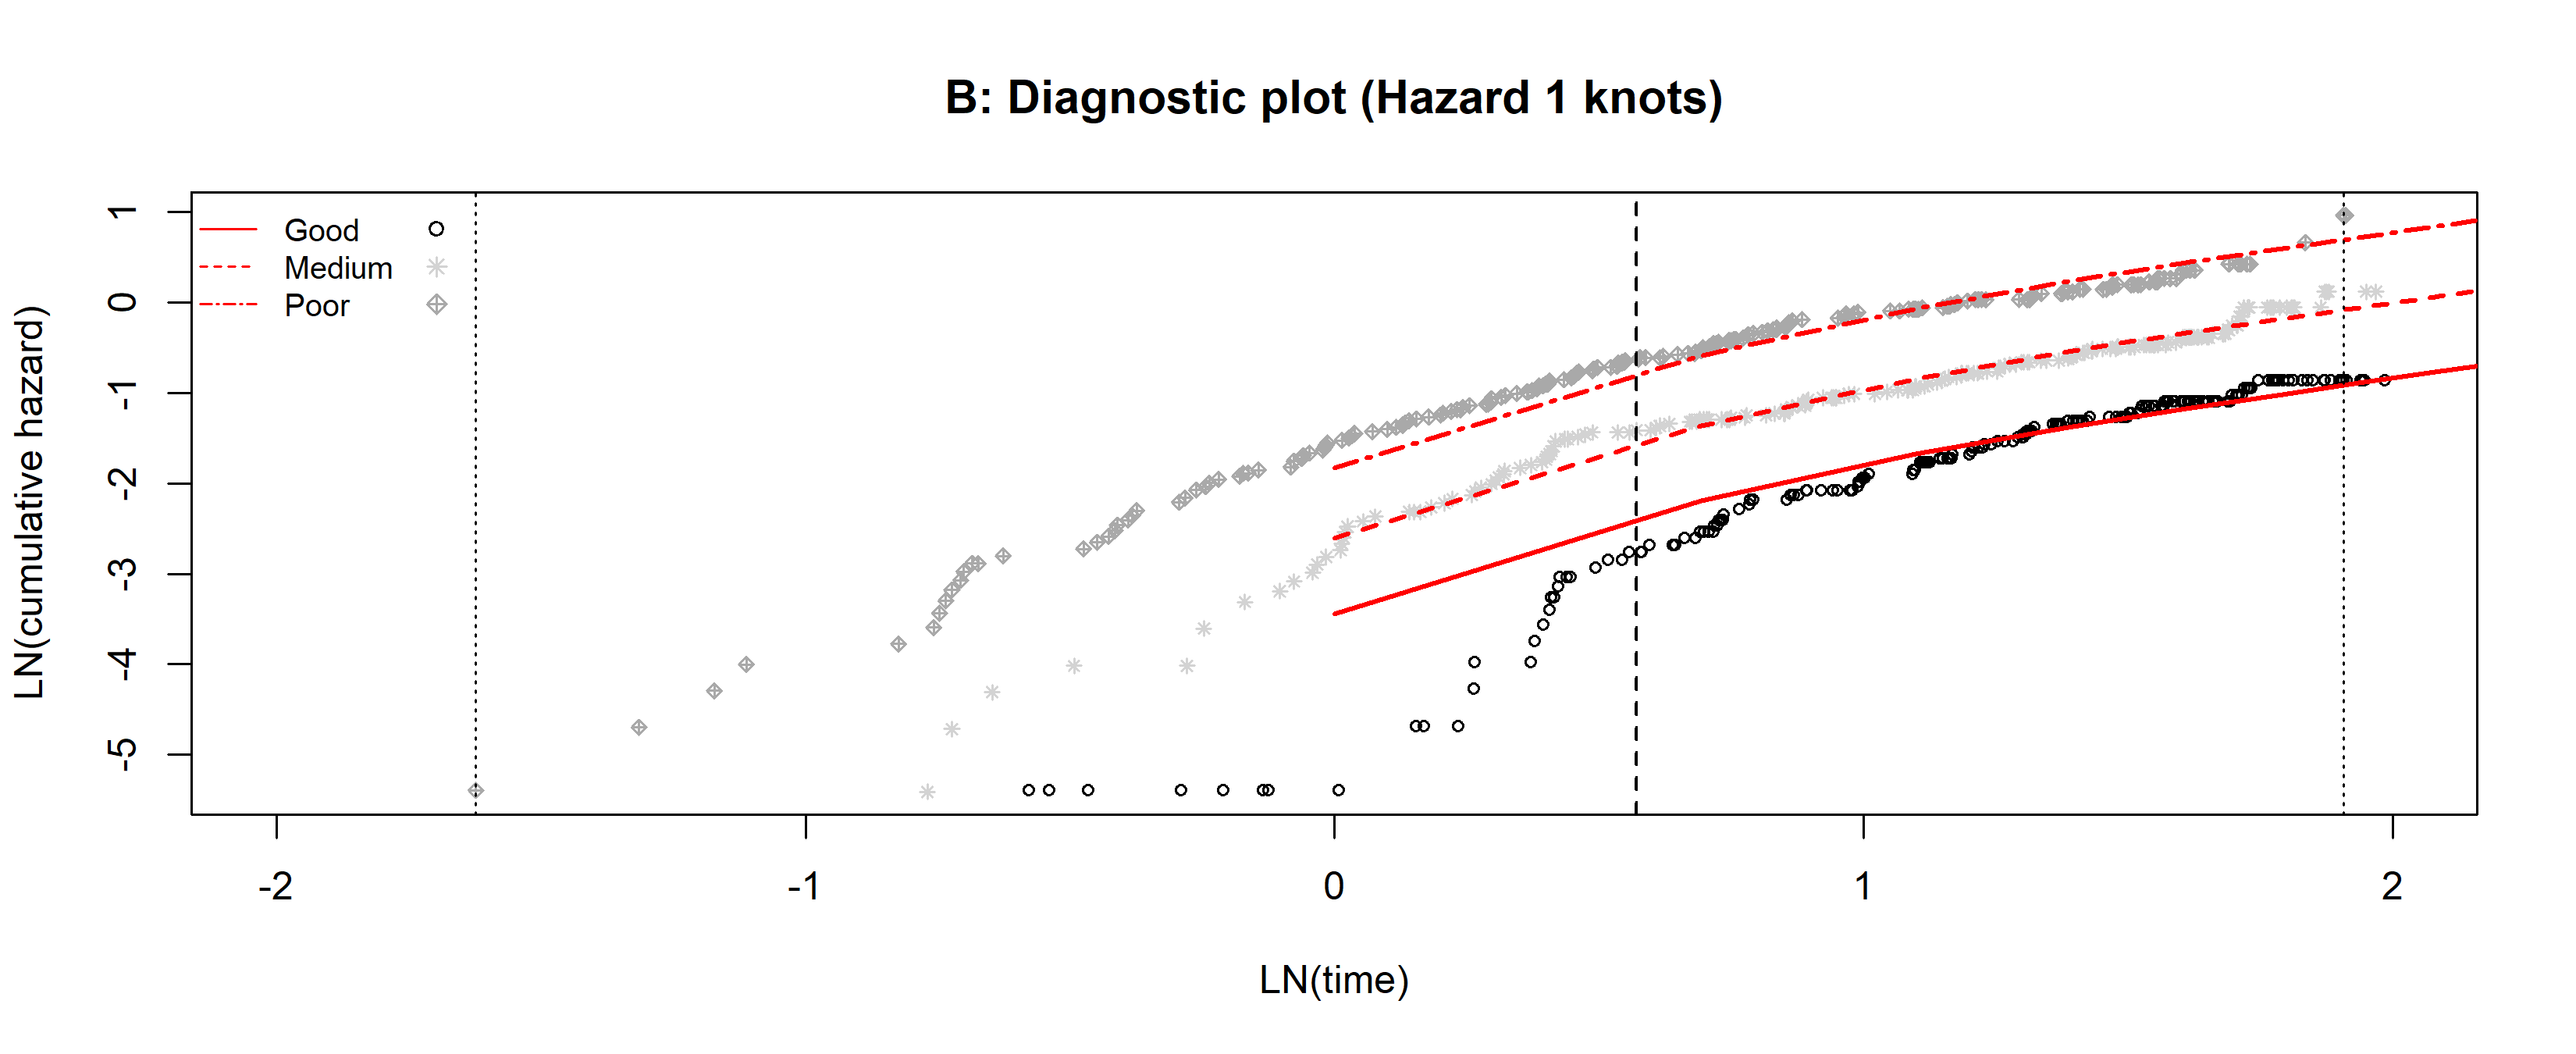 B: Diagnostic plot (Hazard 1 knots)
LN(cumulative hazard)
1
0
-1
-2
-3
-4
-5
Good
Medium
Poor
-2 -1 0 1 2
LN(time)